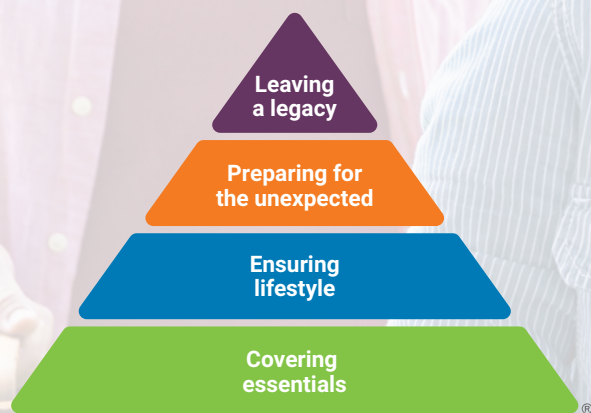 Leaving
a legacy
Preparing for
the unexpected
Ensuring
lifestyle
Covering
essentials
®